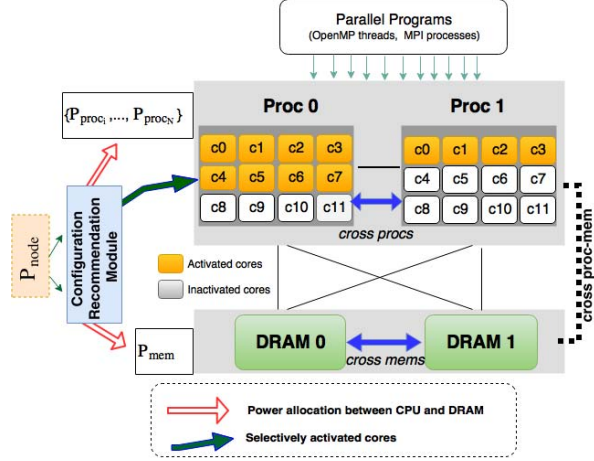 Parallel Programs
(OpenMP threads, MPI processes)
Proc 0
Proc 1
{P_proc_i ,..., P_proc_N }
c0 c1 c2 c3
c4 c5 c6 c7
c8 c9 c10 c11
c0 c1 c2 c3
c4 c5 c6 c7
c8 c9 c10 c11
cross procs
P_node
Configuration
Recommendation
Module
Activated cores
Inactivated cores
cross proc-mem
P_mem
DRAM 0
DRAM 1
cross mems
Power allocation between CPU and DRAM
Selectively activated cores